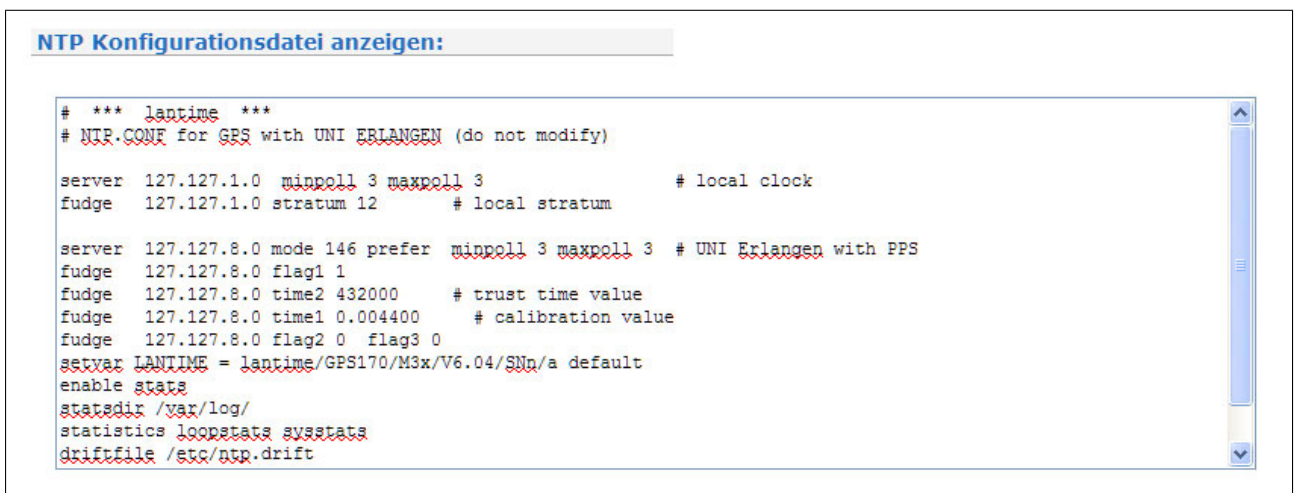 NTP Konfigurationsdatei anzeigen:
# *** lantime ***
# NTP.CONF for GPS with UNI ERLANGEN (do not modify)
server 127.127.1.0 minpoll 3 maxpoll 3 # local clock
fudge 127.127.1.0 stratum 12 # local stratum
server 127.127.8.0 mode 146 prefer minpoll 3 maxpoll 3 # UNI Erlangen with PPS
fudge 127.127.8.0 flag1 1
fudge 127.127.8.0 time2 432000 # trust time value
fudge 127.127.8.0 time1 0.004400 # calibration value
fudge 127.127.8.0 flag2 0 flag3 0
setvar LANTIME = lantime/GPS170/M3x/V6.04/SNn/a default
enable stats
statsdir /var/log/
statistics loopstats sysstats
driftfile /etc/ntp.drift